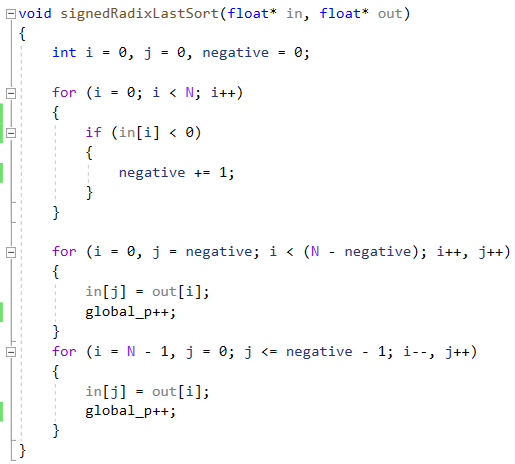 void signedRadixLastSort(float* in, float* out)
{
    int i = 0, j = 0, negative = 0;

    for (i = 0; i < N; i++)
    {
        if (in[i] < 0)
        {
            negative += 1;
        }
    }

    for (i = 0, j = negative; i < (N - negative); i++, j++)
    {
        in[j] = out[i];
        global_p++;
    }
    for (i = N - 1, j = 0; j <= negative - 1; i--, j++)
    {
        in[j] = out[i];
        global_p++;
    }
}